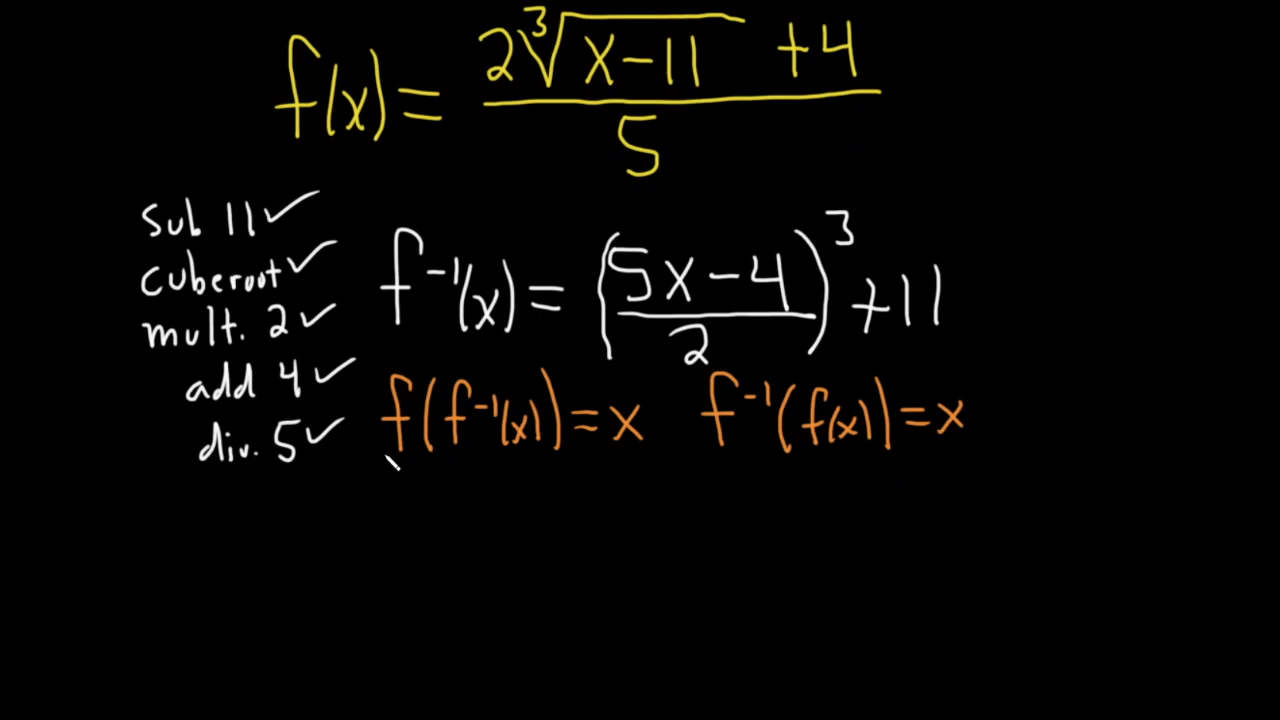 f(x) = (2∛(x-11) + 4)/5
sub 11 ✓
cuberoot ✓
mult. 2 ✓
add 4 ✓
div. 5 ✓
f⁻¹(x) = ((5x-4)/2)³ + 11
f(f⁻¹(x)) = x f⁻¹(f(x)) = x